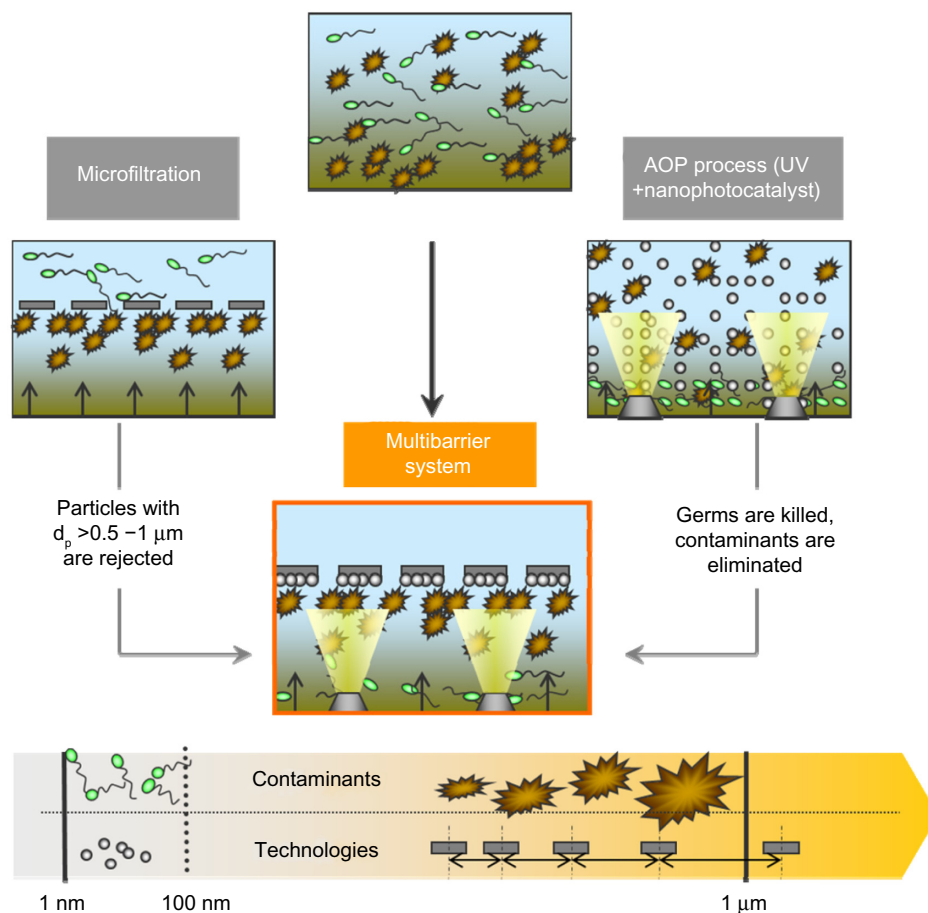 Microfiltration
AOP process (UV
+nanophotocatalyst)
Multibarrier
system
Particles with
dp >0.5 −1 μm
are rejected
Germs are killed,
contaminants are
eliminated
Contaminants
Technologies
1 nm
100 nm
1 μm